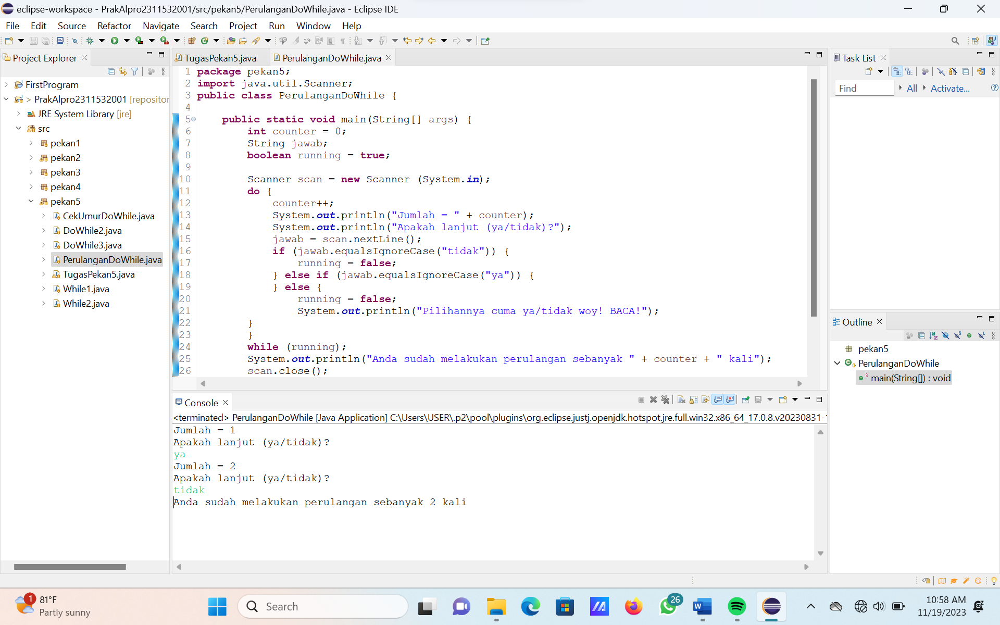 eclipse-workspace - PrakAlpro2311532001/src/pekan5/PerulanganDoWhile.java - Eclipse IDE
File Edit Source Refactor Navigate Search Project Run Window Help
Project Explorer
FirstProgram
> PrakAlpro2311532001 [repositor
JRE System Library [jre]
src
pekan1
pekan2
pekan3
pekan4
pekan5
CekUmurDoWhile.java
DoWhile2.java
DoWhile3.java
PerulanganDoWhile.java
TugasPekan5.java
While1.java
While2.java
TugasPekan5.java PerulanganDoWhile.java
1 package pekan5;
2 import java.util.Scanner;
3 public class PerulanganDoWhile {
4
5 public static void main(String[] args) {
6 int counter = 0;
7 String jawab;
8 boolean running = true;
9
10 Scanner scan = new Scanner (System.in);
11 do {
12 counter++;
13 System.out.println("Jumlah = " + counter);
14 System.out.println("Apakah lanjut (ya/tidak)?");
15 jawab = scan.nextLine();
16 if (jawab.equalsIgnoreCase("tidak")) {
17 running = false;
18 } else if (jawab.equalsIgnoreCase("ya")) {
19 } else {
20 running = false;
21 System.out.println("Pilihannya cuma ya/tidak woy! BACA!");
22 }
23 }
24 while (running);
25 System.out.println("Anda sudah melakukan perulangan sebanyak " + counter + " kali");
26 scan.close();
Console
<terminated> PerulanganDoWhile [Java Application] C:\Users\USER\.p2\pool\plugins\org.eclipse.justj.openjdk.hotspot.jre.full.win32.x86_64_17.0.8.v20230831-1
Jumlah = 1
Apakah lanjut (ya/tidak)?
ya
Jumlah = 2
Apakah lanjut (ya/tidak)?
tidak
Anda sudah melakukan perulangan sebanyak 2 kali
Task List
Find All Activate...
Outline
pekan5
PerulanganDoWhile
main(String[]) : void
1
81°F
Partly sunny
Search
26
10:58 AM
11/19/2023